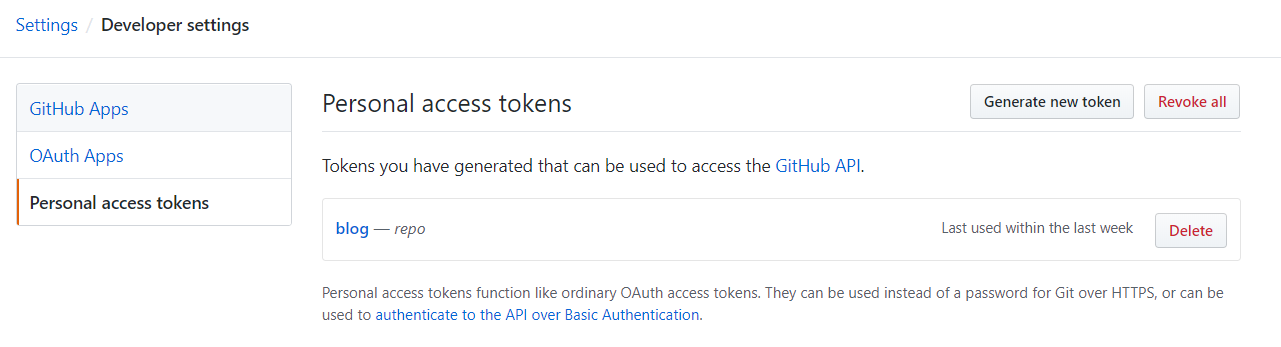 Settings / Developer settings
GitHub Apps
OAuth Apps
Personal access tokens
Personal access tokens
Generate new token
Revoke all
Tokens you have generated that can be used to access the GitHub API.
blog — repo
Last used within the last week
Delete
Personal access tokens function like ordinary OAuth access tokens. They can be used instead of a password for Git over HTTPS, or can be
used to authenticate to the API over Basic Authentication.